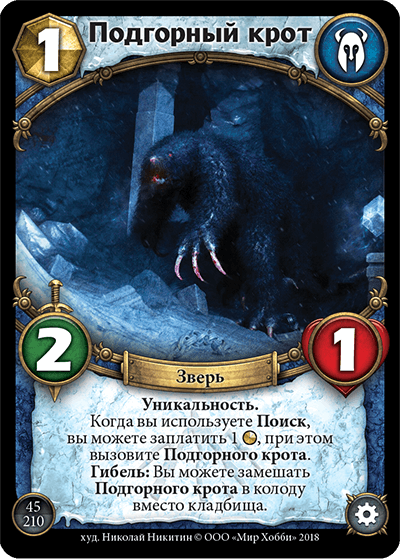 1
Подгорный крот
2
1
Зверь
Уникальность.
Когда вы используете Поиск,
вы можете заплатить 1 , при этом
вызовите Подгорного крота.
Гибель: Вы можете замешать
Подгорного крота в колоду
вместо кладбища.
45
210
худ. Николай Никитин © ООО «Мир Хобби» 2018